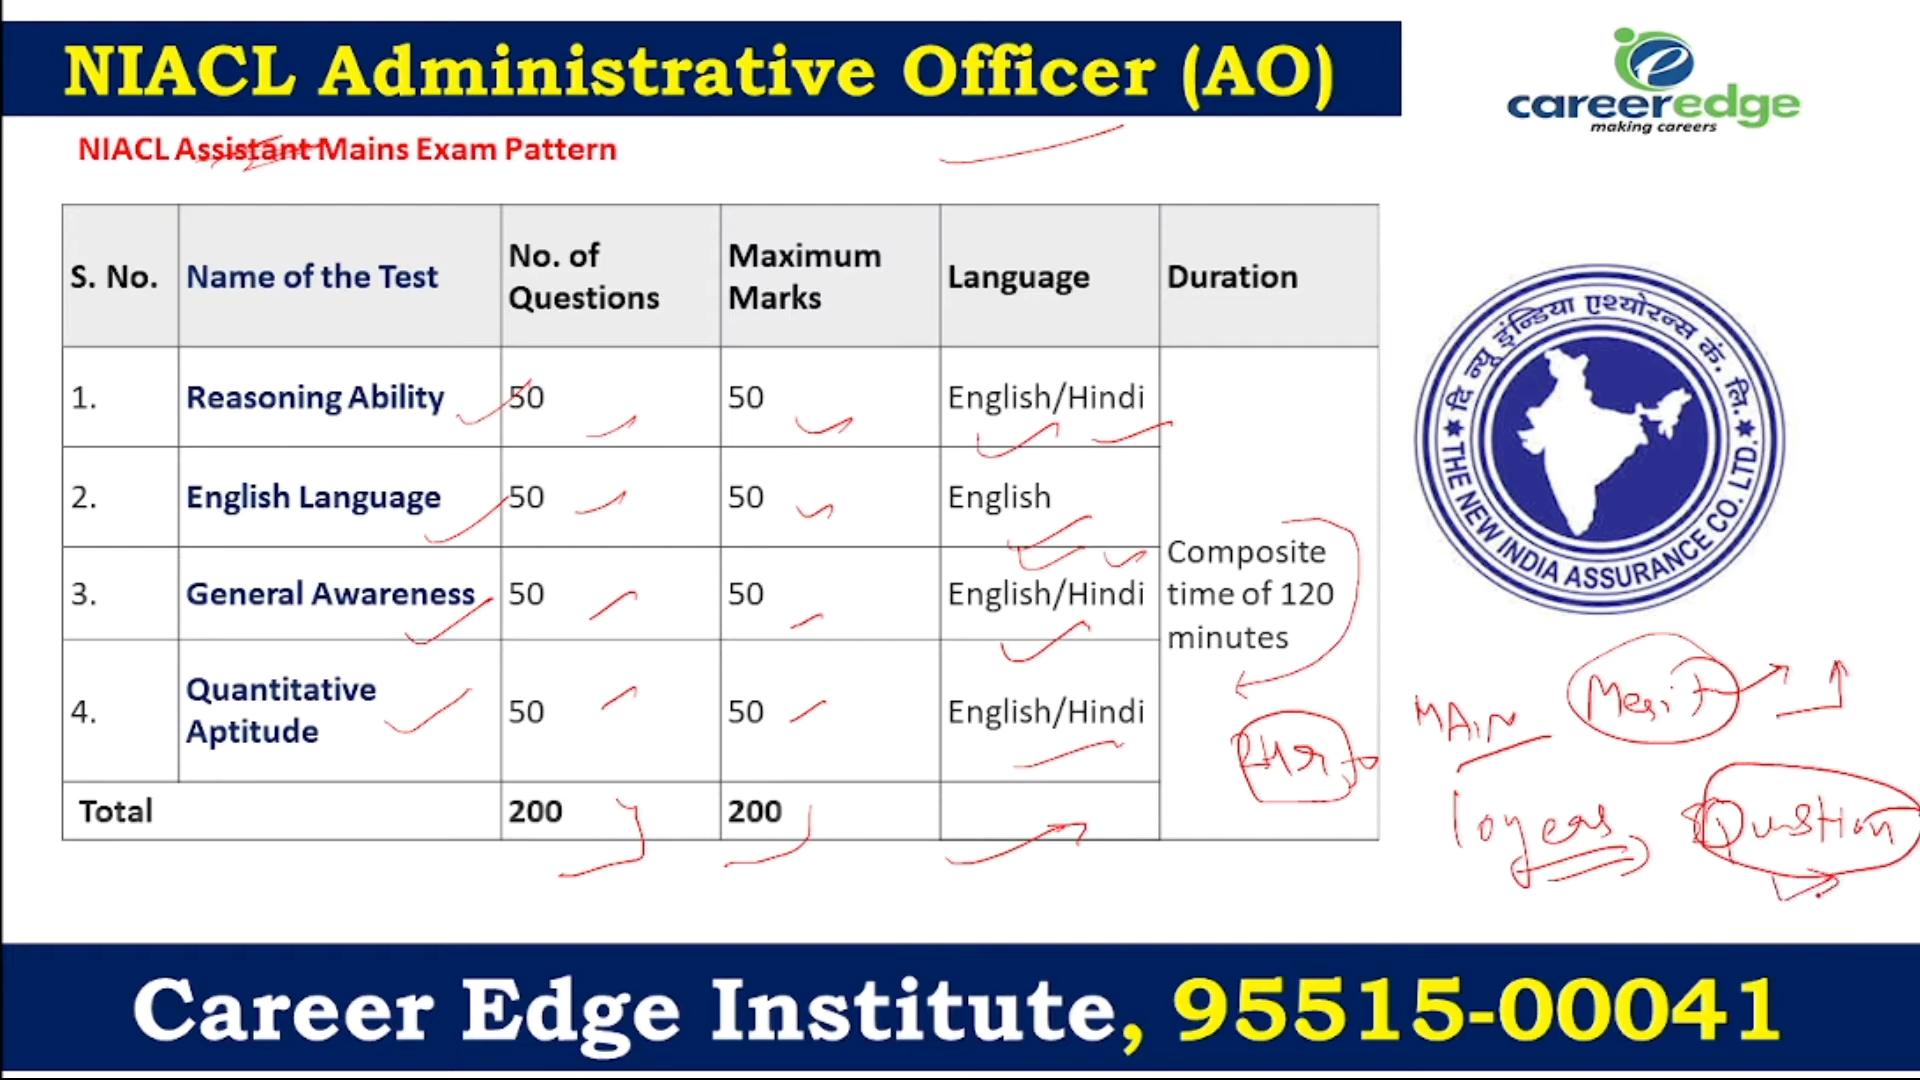 NIACL Administrative Officer (AO)
careeredge
making careers
NIACL Assistant Mains Exam Pattern
S. No. Name of the Test No. of Questions Maximum Marks Language Duration
1. Reasoning Ability 50 50 English/Hindi
2. English Language 50 50 English
3. General Awareness 50 50 English/Hindi
4. Quantitative Aptitude 50 50 English/Hindi
Composite
time of 120
minutes
Total 200 200
दि न्यू इंडिया एश्योरन्स कं. लि.
THE NEW INDIA ASSURANCE CO. LTD.
MAIN Merit
Question
Career Edge Institute, 95515-00041